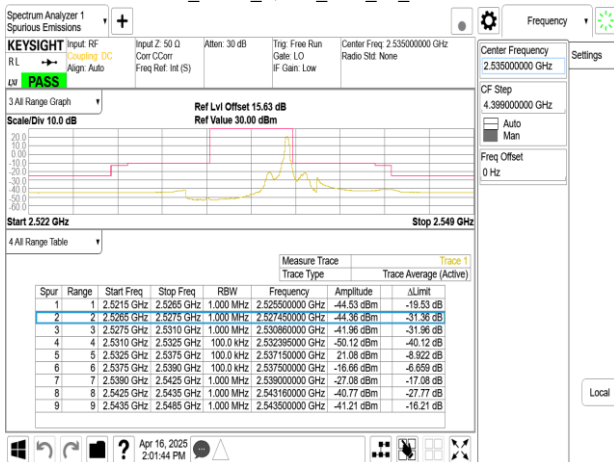 Spectrum Analyzer 1
Spurious Emissions
Frequency
KEYSIGHT Input: RF Input Z: 50 Ω Atten: 30 dB Trig: Free Run Center Freq: 2.535000000 GHz
RL Coupling: DC Corr CCorr Gate: LO Radio Std: None
Align: Auto Freq Ref: Int (S) IF Gain: Low
PASS
Center Frequency
2.535000000 GHz
Settings
CF Step
4.399000000 GHz
Auto
Man
Freq Offset
0 Hz
Local
3 All Range Graph
Ref Lvl Offset 15.63 dB
Scale/Div 10.0 dB Ref Value 30.00 dBm
20.0
10.0
0.00
-10.0
-20.0
-30.0
-40.0
-50.0
-60.0
Start 2.522 GHz Stop 2.549 GHz
4 All Range Table
Measure Trace Trace 1
Trace Type Trace Average (Active)
Spur Range Start Freq Stop Freq RBW Frequency Amplitude ΔLimit
1 1 2.5215 GHz 2.5265 GHz 1.000 MHz 2.525500000 GHz -44.53 dBm -19.53 dB
2 2 2.5265 GHz 2.5275 GHz 1.000 MHz 2.527450000 GHz -44.36 dBm -31.36 dB
3 3 2.5275 GHz 2.5310 GHz 1.000 MHz 2.530860000 GHz -41.96 dBm -31.96 dB
4 4 2.5310 GHz 2.5325 GHz 100.0 kHz 2.532395000 GHz -50.12 dBm -40.12 dB
5 5 2.5325 GHz 2.5375 GHz 100.0 kHz 2.537150000 GHz 21.08 dBm -8.922 dB
6 6 2.5375 GHz 2.5390 GHz 100.0 kHz 2.537500000 GHz -16.66 dBm -6.659 dB
7 7 2.5390 GHz 2.5425 GHz 1.000 MHz 2.539000000 GHz -27.08 dBm -17.08 dB
8 8 2.5425 GHz 2.5435 GHz 1.000 MHz 2.543160000 GHz -40.77 dBm -27.77 dB
9 9 2.5435 GHz 2.5485 GHz 1.000 MHz 2.543500000 GHz -41.21 dBm -16.21 dB
Apr 16, 2025
2:01:44 PM